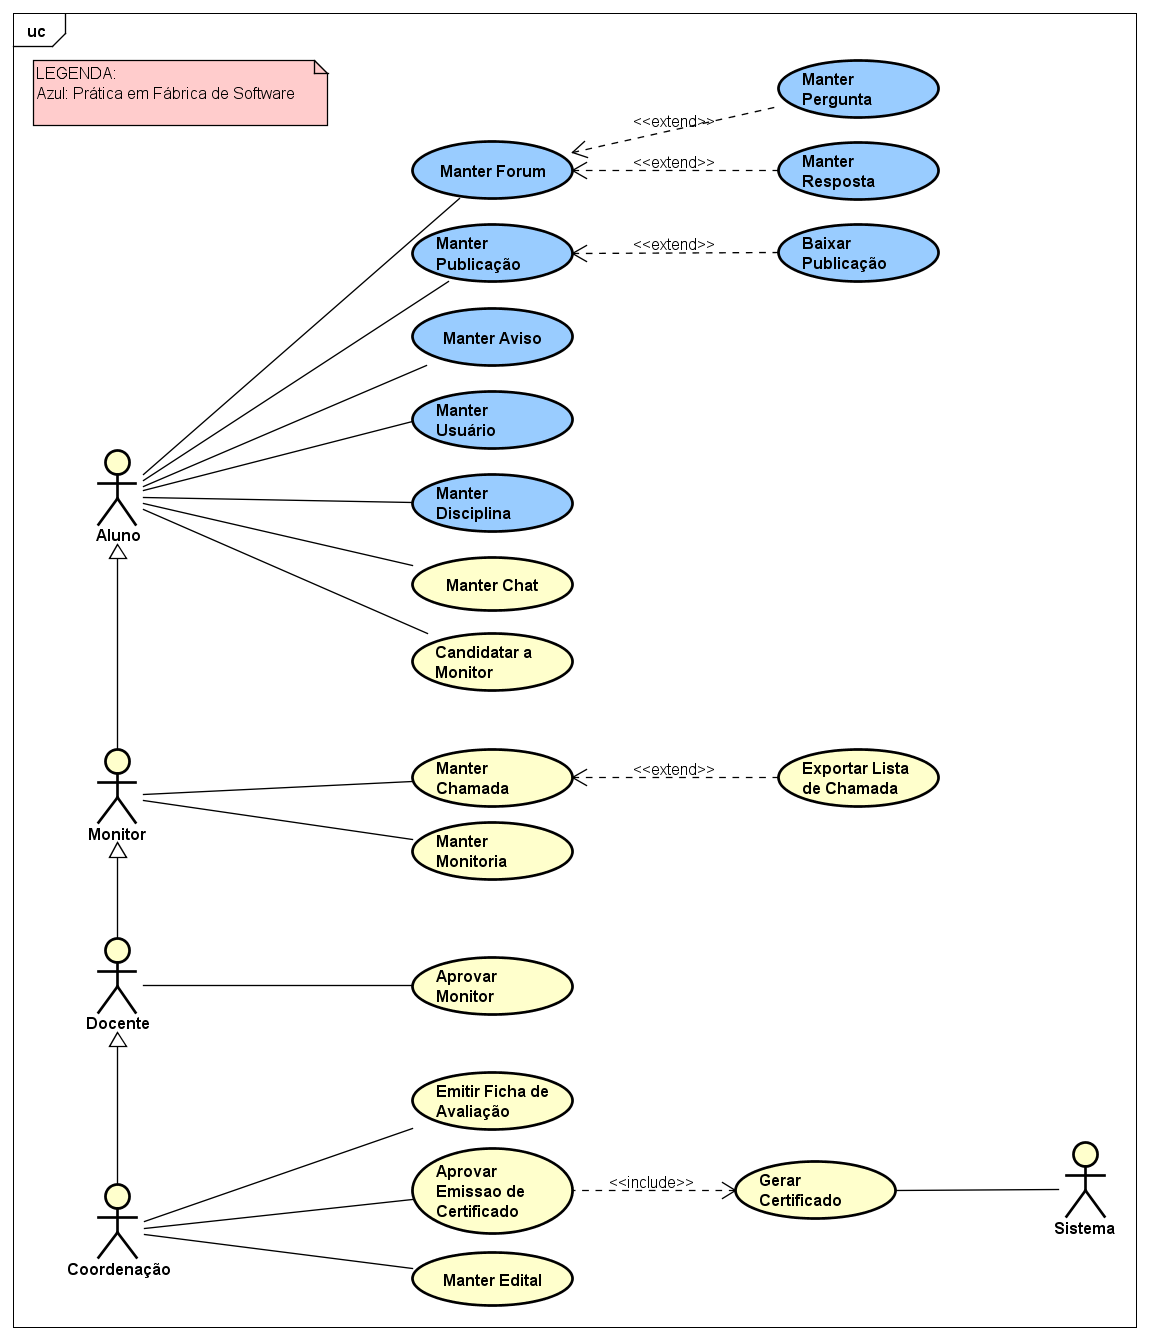 uc
LEGENDA:
Azul: Prática em Fábrica de Software
Manter
Pergunta
<<extend>>
Manter Forum
<<extend>>
Manter
Resposta
Manter
Publicação
<<extend>>
Baixar
Publicação
Manter Aviso
Manter
Usuário
Manter
Disciplina
Aluno
Manter Chat
Candidatar a
Monitor
Manter
Chamada
<<extend>>
Exportar Lista
de Chamada
Monitor
Manter
Monitoria
Aprovar
Monitor
Docente
Emitir Ficha de
Avaliação
Aprovar
Emissao de
Certificado
<<include>>
Gerar
Certificado
Sistema
Coordenação
Manter Edital